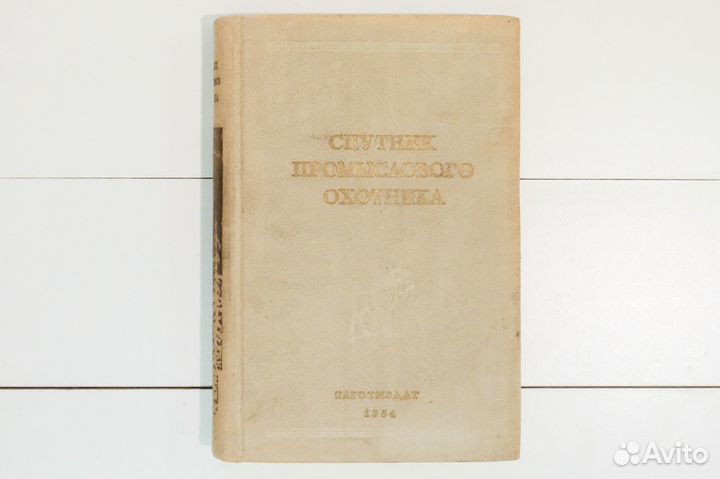 СПУТНИК
ПРОМЫСЛОВОГО
ОХОТНИКА
ЗАГОТИЗДАТ
1954
Avito